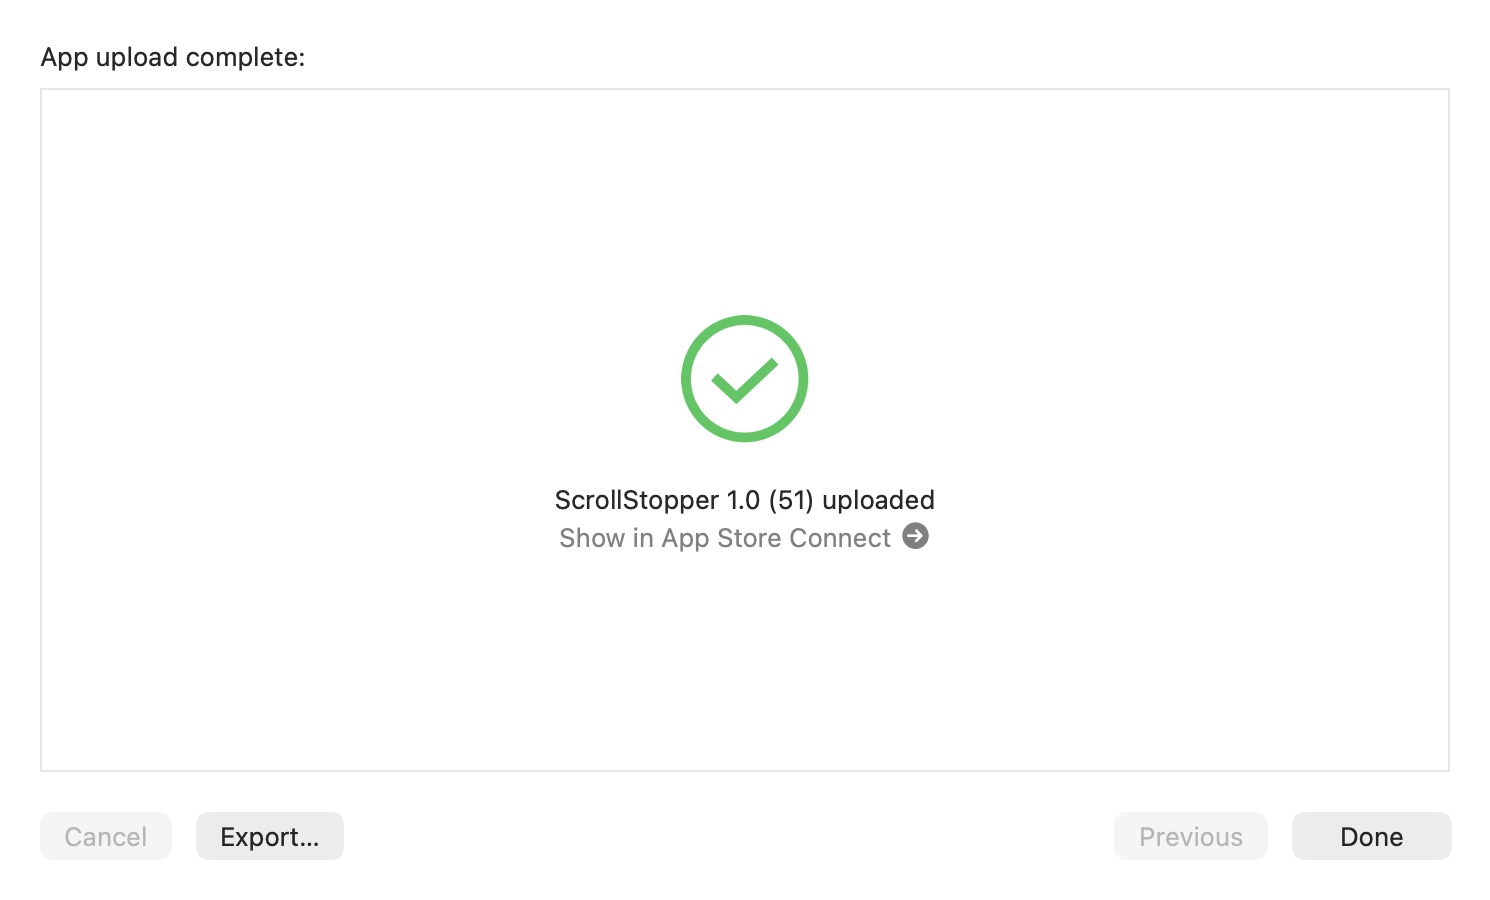 App upload complete:
ScrollStopper 1.0 (51) uploaded
Show in App Store Connect
Cancel
Export...
Previous
Done